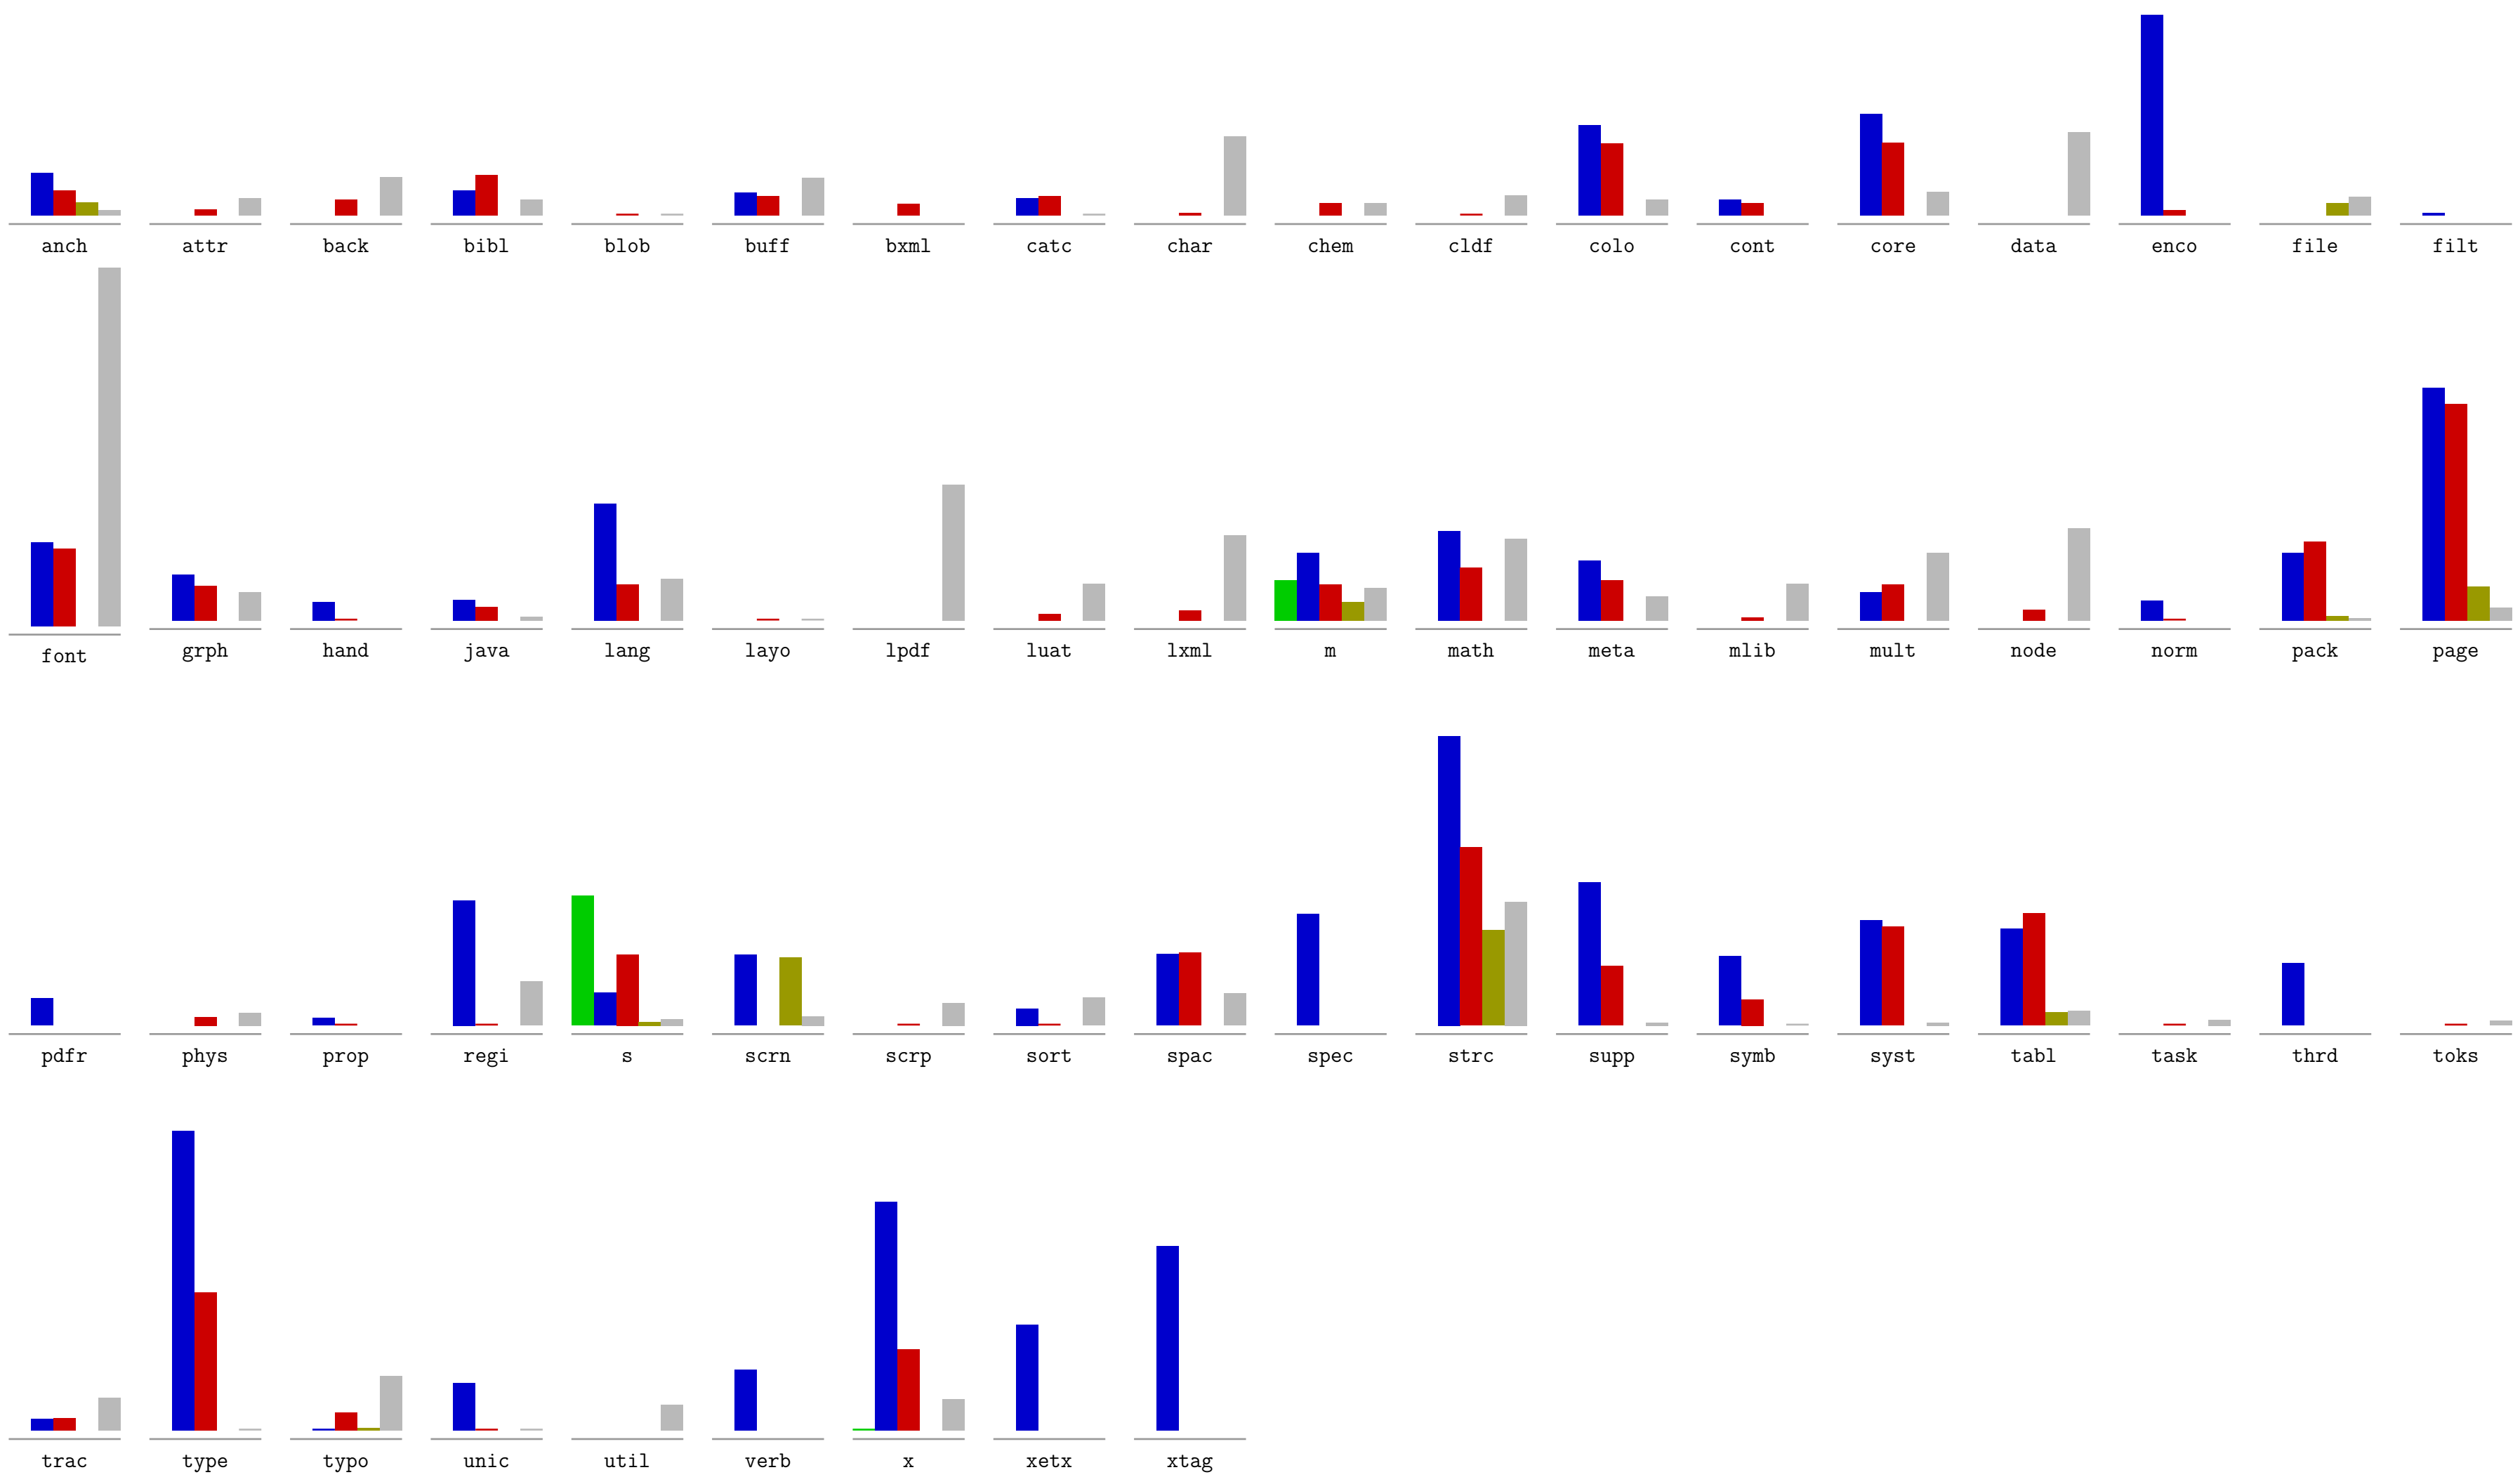 anch attr back bibl blob buff bxml catc char chem cldf colo cont core data enco file filt
font grph hand java lang layo lpdf luat lxml m math meta mlib mult node norm pack page
pdfr phys prop regi s scrn scrp sort spac spec strc supp symb syst tabl task thrd toks
trac type typo unic util verb x xetx xtag